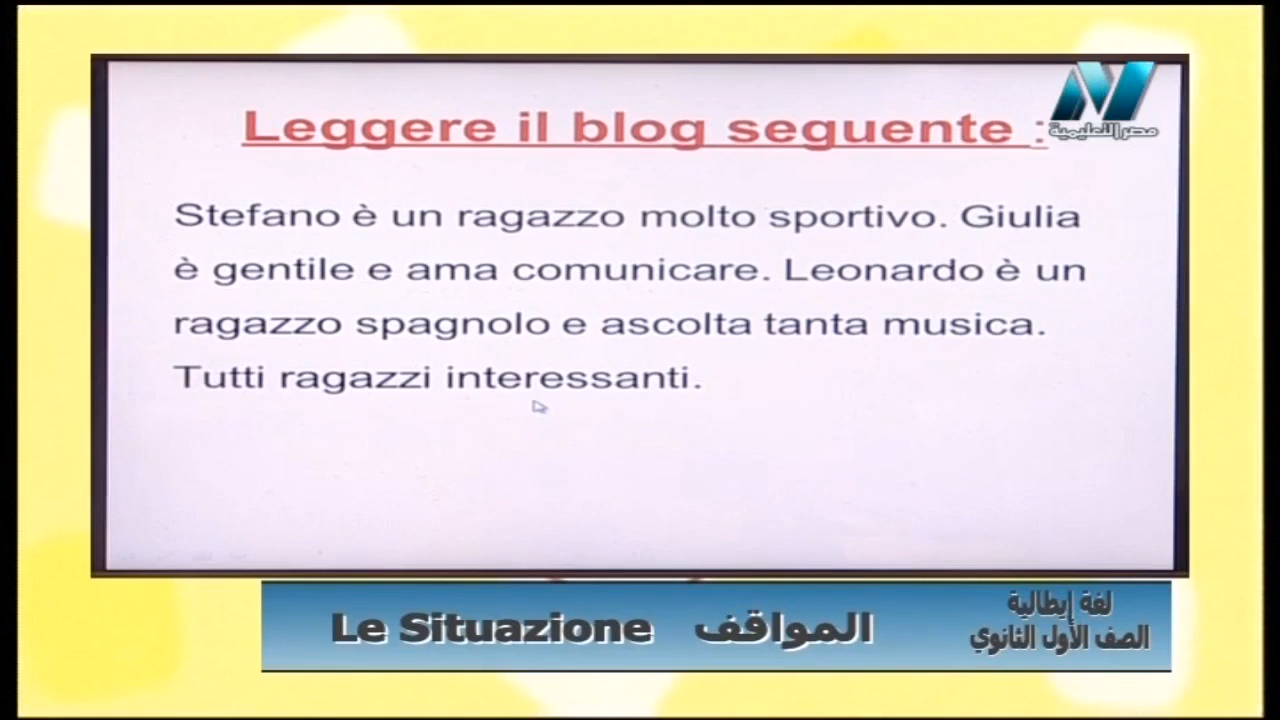 Leggere il blog seguente :
مصر التعليمية
Stefano è un ragazzo molto sportivo. Giulia
è gentile e ama comunicare. Leonardo è un
ragazzo spagnolo e ascolta tanta musica.
Tutti ragazzi interessanti.
لغة إيطالية
Le Situazione المواقف
الصف الأول الثانوي